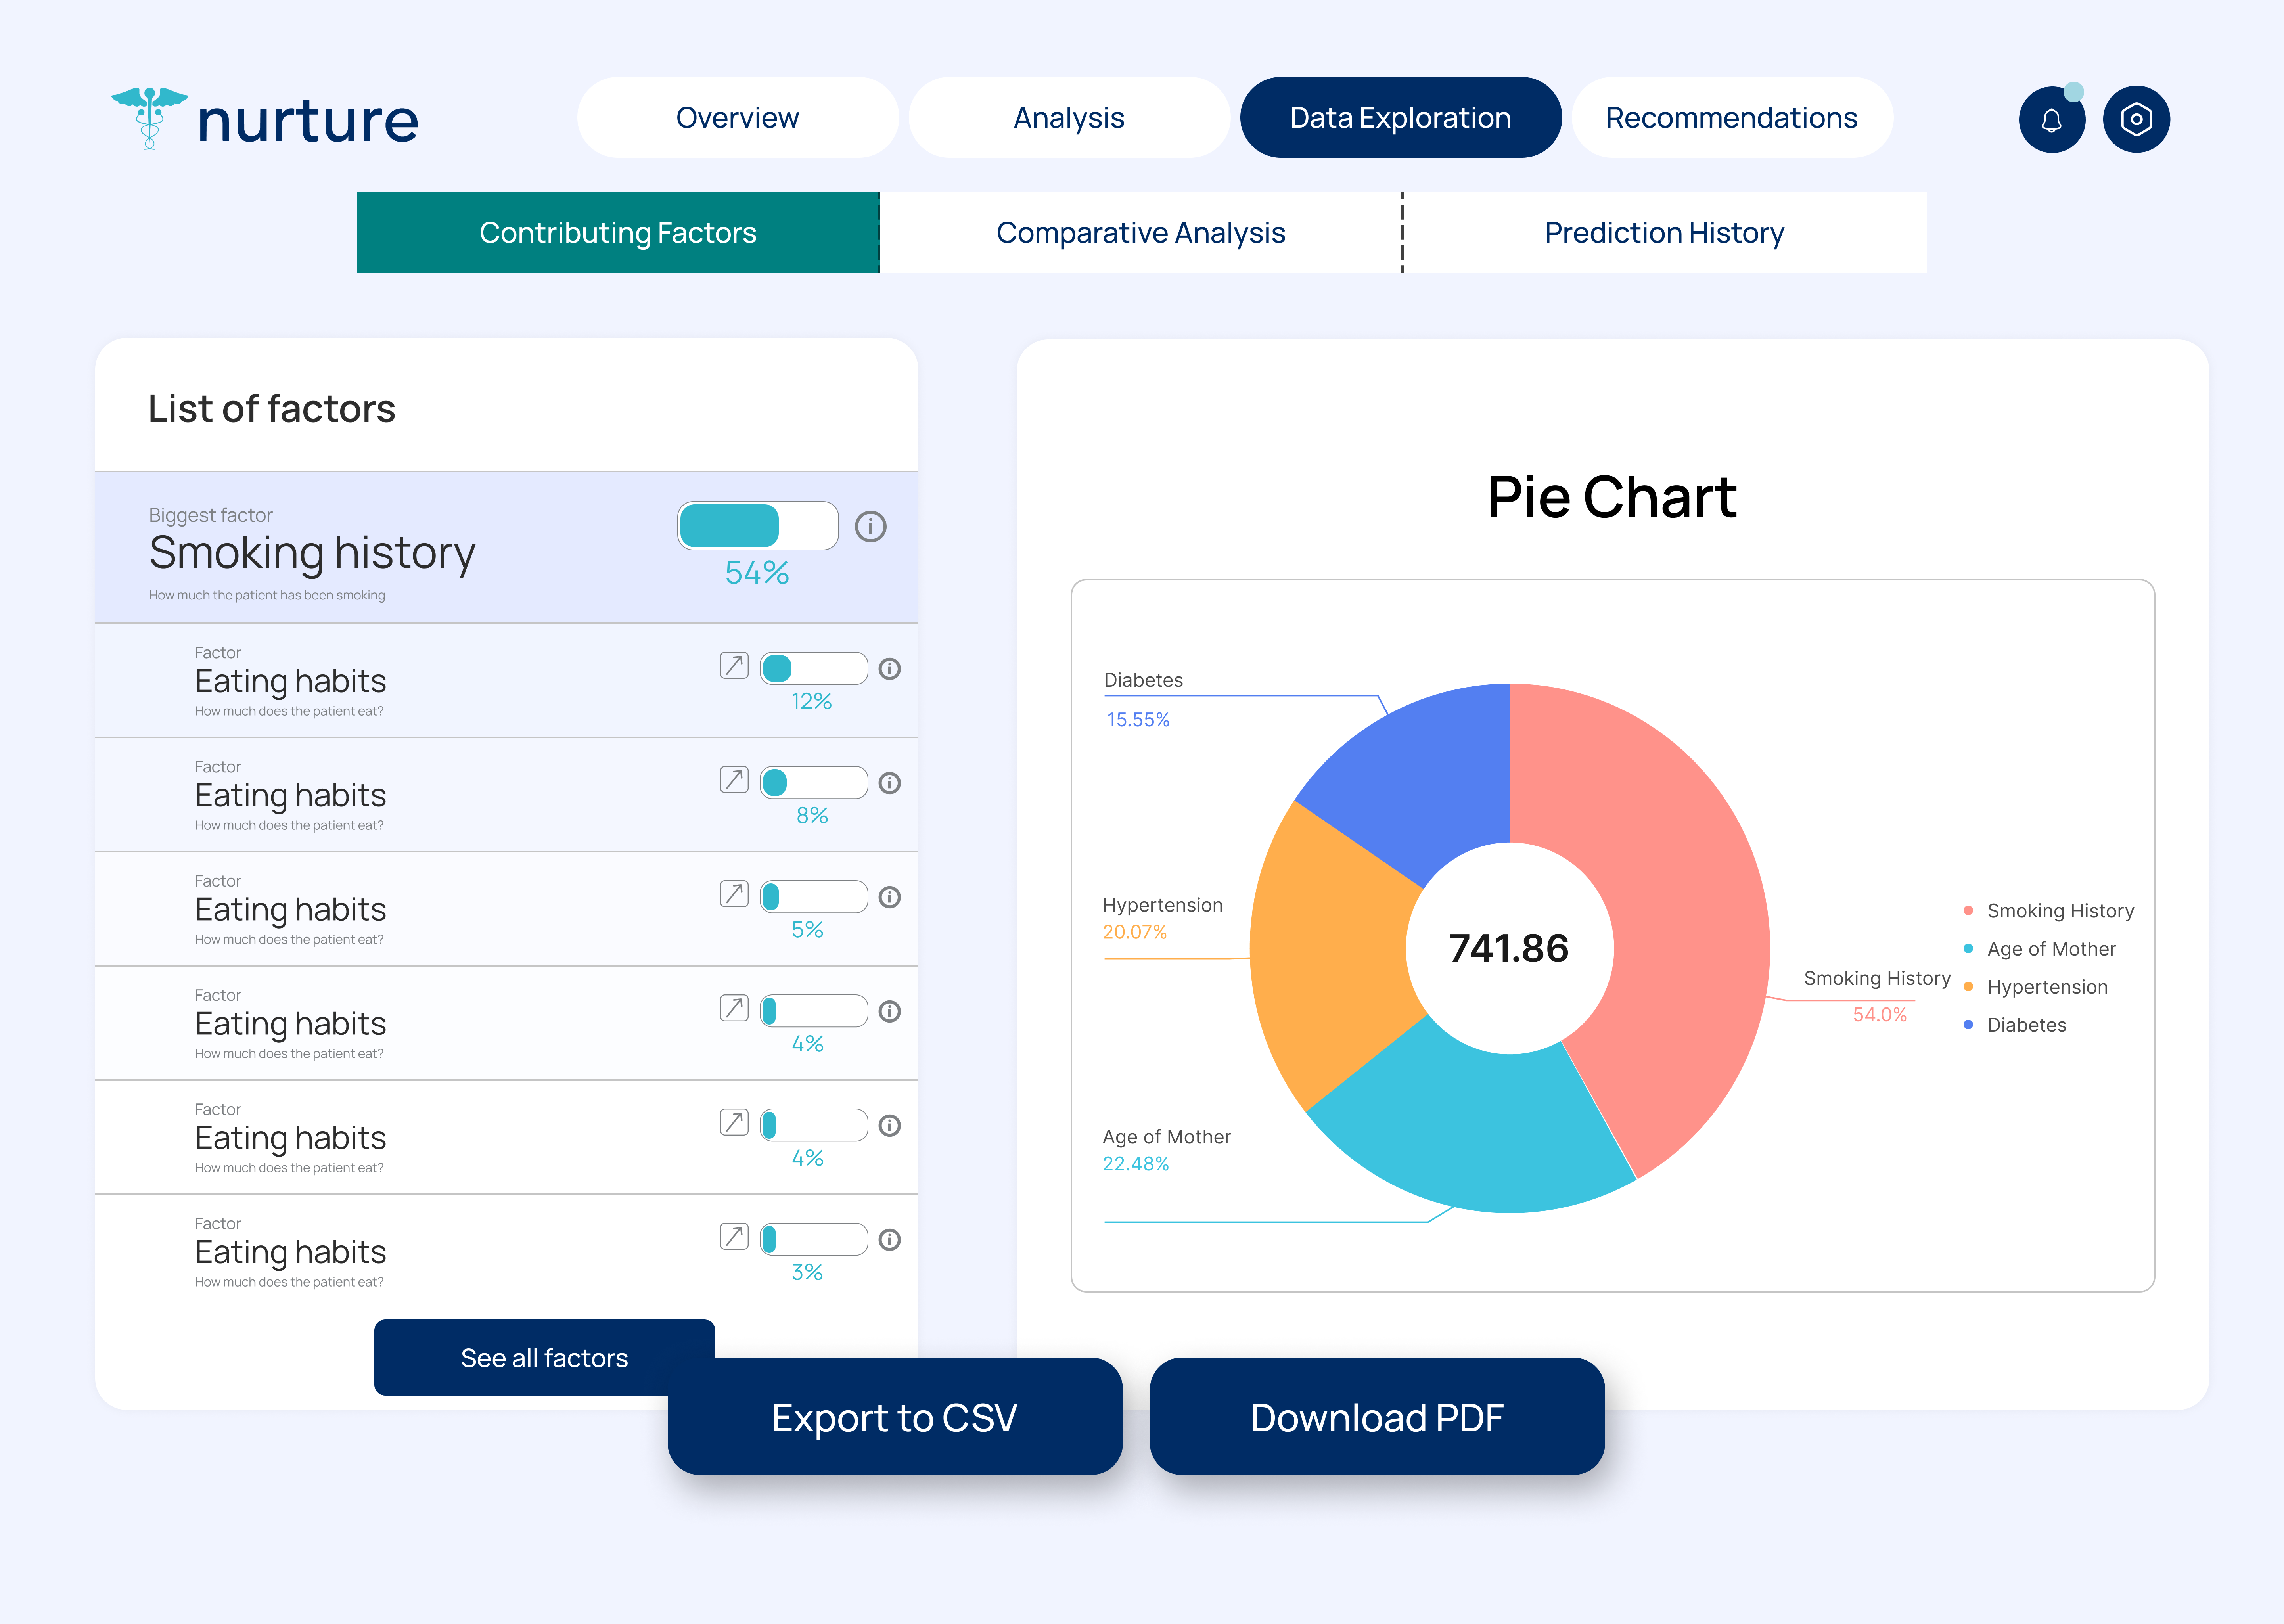 nurture
Overview
Analysis
Data Exploration
Recommendations
Contributing Factors
Comparative Analysis
Prediction History
List of factors
Biggest factor
Smoking history
How much the patient has been smoking
54%
Factor
Eating habits
How much does the patient eat?
12%
Factor
Eating habits
How much does the patient eat?
8%
Factor
Eating habits
How much does the patient eat?
5%
Factor
Eating habits
How much does the patient eat?
4%
Factor
Eating habits
How much does the patient eat?
4%
Factor
Eating habits
How much does the patient eat?
3%
See all factors
Pie Chart
Diabetes
15.55%
Hypertension
20.07%
Age of Mother
22.48%
741.86
Smoking History
54.0%
Smoking History
Age of Mother
Hypertension
Diabetes
Export to CSV
Download PDF